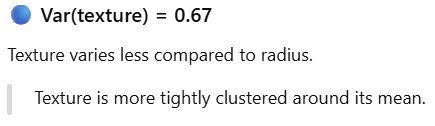 Var(texture) = 0.67
Texture varies less compared to radius.
Texture is more tightly clustered around its mean.